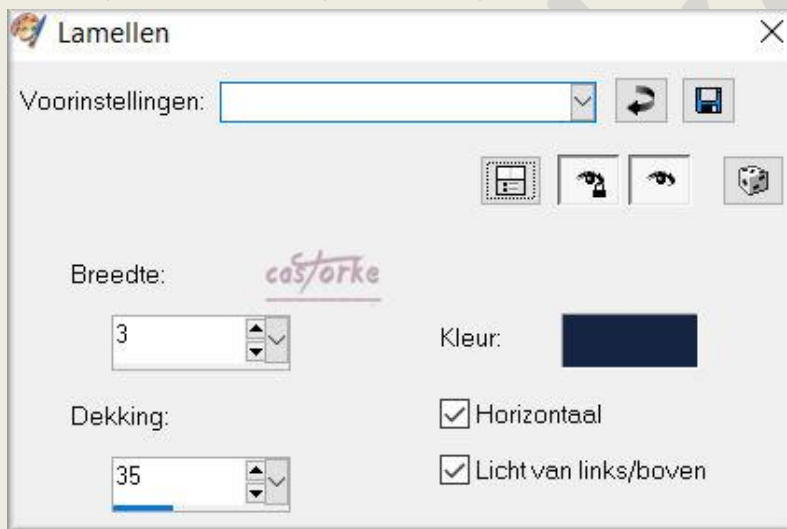 Lamellen
Voorinstellingen:
Breedte:
castorke
3
Kleur:
Dekking:
Horizontaal
35
Licht van links/boven